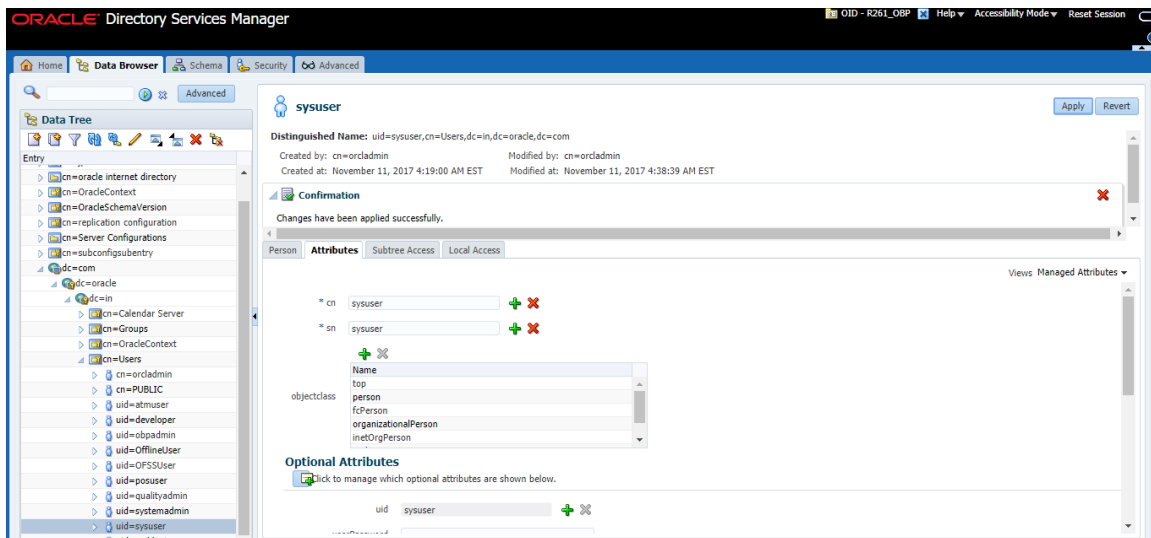 ORACLE Directory Services Manager
OID - R261_OBP Help Accessibility Mode Reset Session
Home Data Browser Schema Security Advanced
Advanced
Data Tree
Entry
cn=oracle internet directory
cn=OracleContext
cn=OracleSchemaVersion
cn=replication configuration
cn=Server Configurations
cn=subconfigsubentry
dc=com
dc=oracle
dc=in
cn=Calendar Server
cn=Groups
cn=OracleContext
cn=Users
cn=orcladmin
cn=PUBLIC
uid=atmuser
uid=developer
uid=obpadmin
uid=OfflineUser
uid=OFSSUser
uid=posuser
uid=qualityadmin
uid=systemadmin
uid=sysuser
sysuser
Apply Revert
Distinguished Name: uid=sysuser,cn=Users,dc=in,dc=oracle,dc=com
Created by: cn=orcladmin Modified by: cn=orcladmin
Created at: November 11, 2017 4:19:00 AM EST Modified at: November 11, 2017 4:38:39 AM EST
Confirmation
Changes have been applied successfully.
Person Attributes Subtree Access Local Access
Views Managed Attributes
* cn sysuser
* sn sysuser
Name
top
objectclass person
fcPerson
organizationalPerson
inetOrgPerson
Optional Attributes
Click to manage which optional attributes are shown below.
uid sysuser